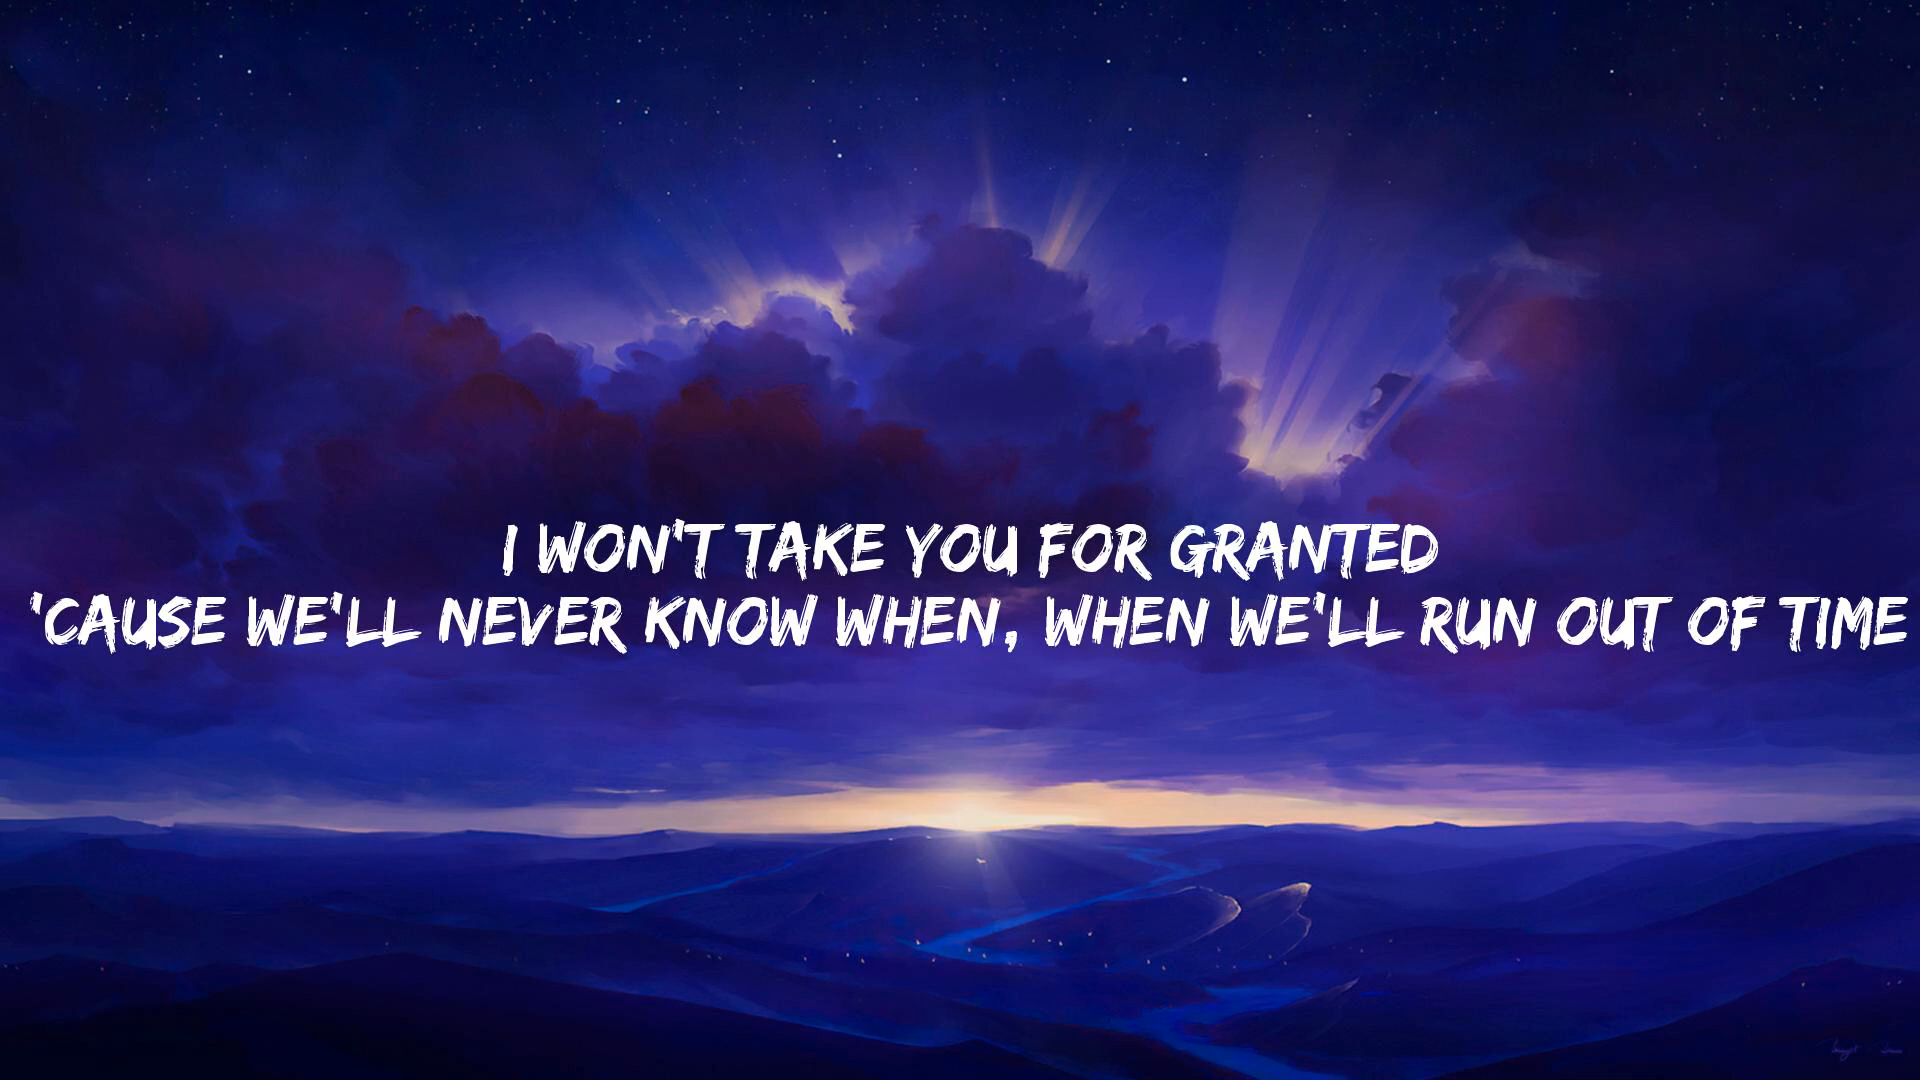 I WON'T TAKE YOU FOR GRANTED
'CAUSE WE'LL NEVER KNOW WHEN, WHEN WE'LL RUN OUT OF TIME